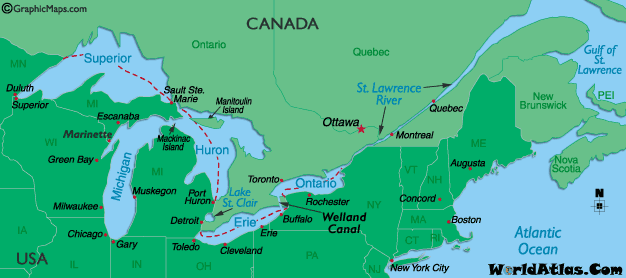 ©GraphicMaps.com
CANADA
Ontario
Quebec
Gulf of
St. Lawrence
MN
Superior
Duluth
Superior
Sault Ste.
Marie
Manitoulin
Island
MI
Escanaba
Mackinac
Island
Marinette
WI
Green Bay
Michigan
MI
Huron
Muskegon
Port
Huron
Lake
St. Clair
Milwaukee
Detroit
Chicago
Gary
Toledo
IA
IL
IN
OH
USA
Erie
Cleveland
Erie
Buffalo
Welland
Canal
Toronto
Ontario
Rochester
PA
NY
Ottawa
St. Lawrence
River
Montreal
Quebec
New
Brunswick
PEI
Nova
Scotia
ME
Augusta
VT
NH
Concord
MA
Boston
CT
RI
NJ
New York City
Atlantic
Ocean
N
WorldAtlas.Com